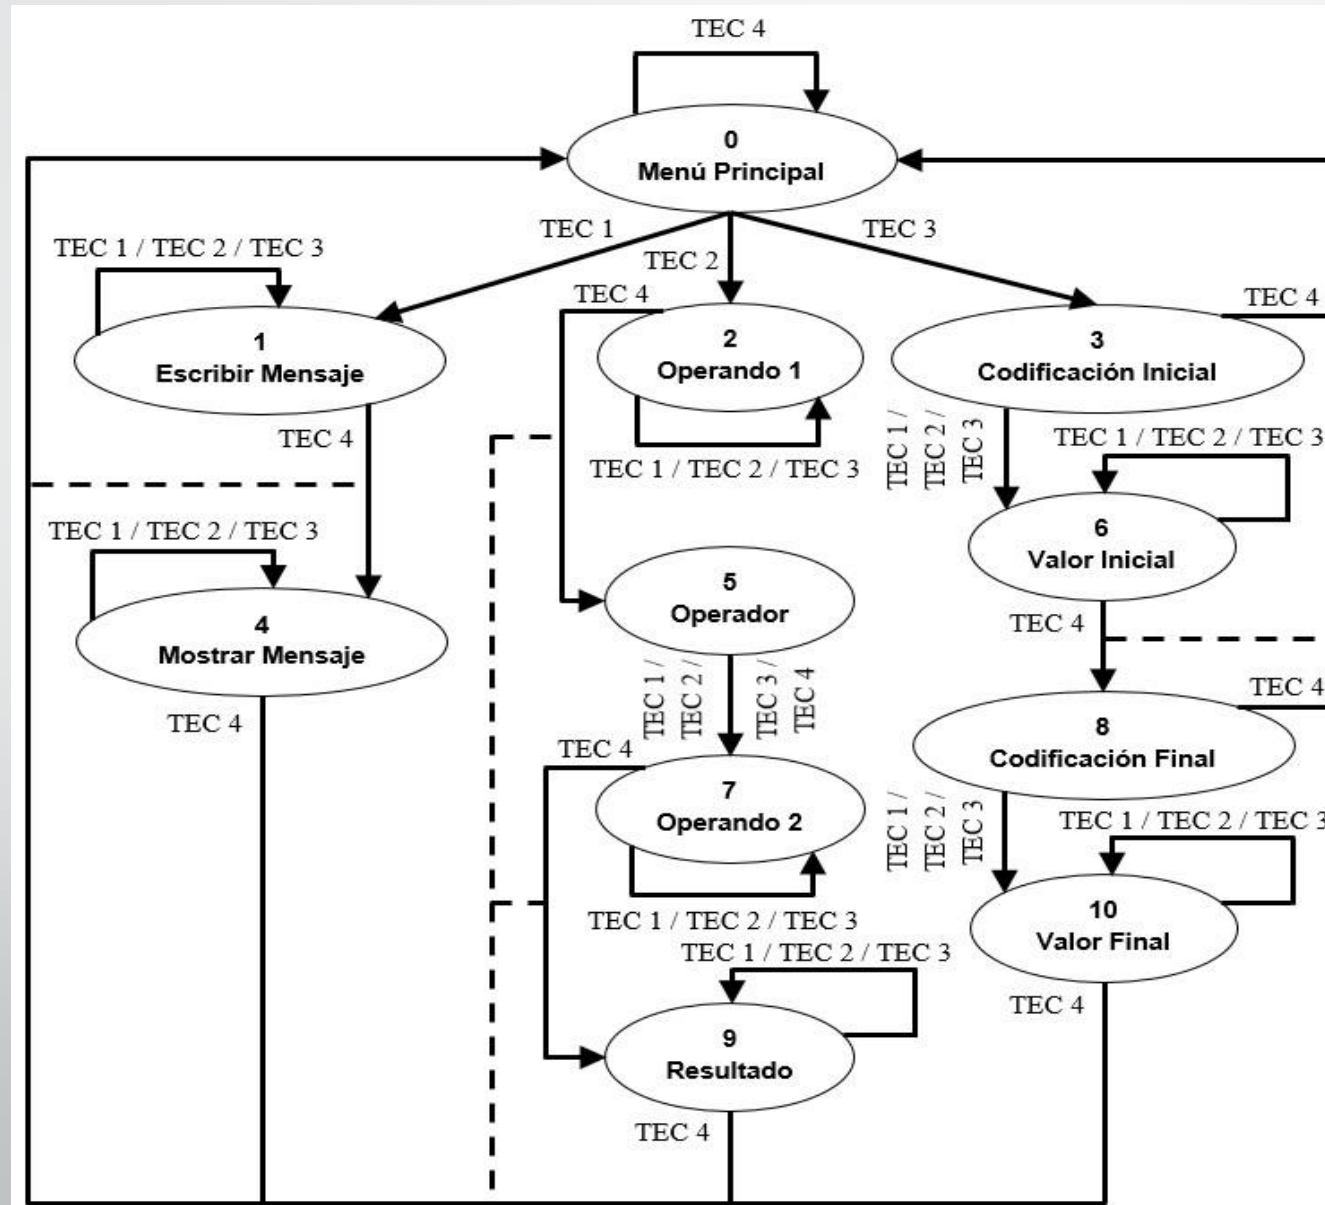 TEC 4
0
Menú Principal
TEC 1
TEC 2
TEC 3
TEC 1 / TEC 2 / TEC 3
1
Escribir Mensaje
TEC 4
TEC 4
2
Operando 1
TEC 1 / TEC 2 / TEC 3
TEC 4
3
Codificación Inicial
TEC 1 /
TEC 2 /
TEC 3
TEC 1 / TEC 2 / TEC 3
6
Valor Inicial
TEC 4
TEC 1 / TEC 2 / TEC 3
4
Mostrar Mensaje
TEC 4
5
Operador
TEC 1 /
TEC 2 /
TEC 3 /
TEC 4
TEC 4
7
Operando 2
TEC 1 / TEC 2 / TEC 3
TEC 4
8
Codificación Final
TEC 1 /
TEC 2 /
TEC 3
TEC 1 / TEC 2 / TEC 3
10
Valor Final
TEC 4
TEC 1 / TEC 2 / TEC 3
9
Resultado
TEC 4